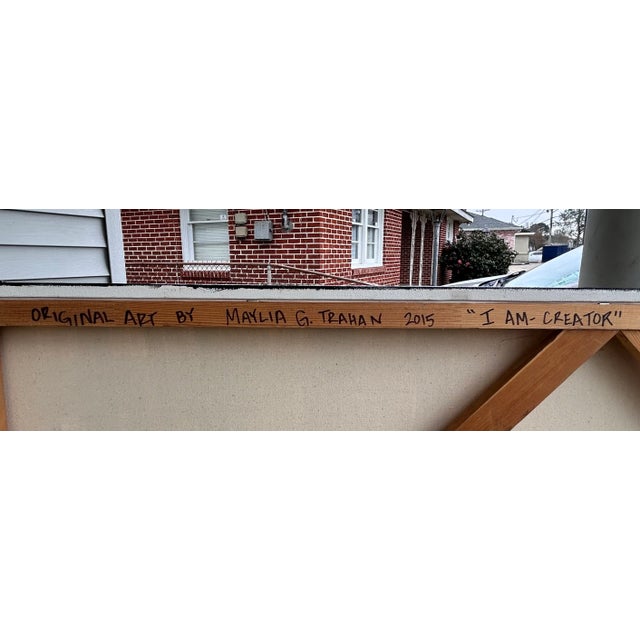 ORIGINAL ART BY MAYLIA G. TRAHAN 2015 "I AM - CREATOR"